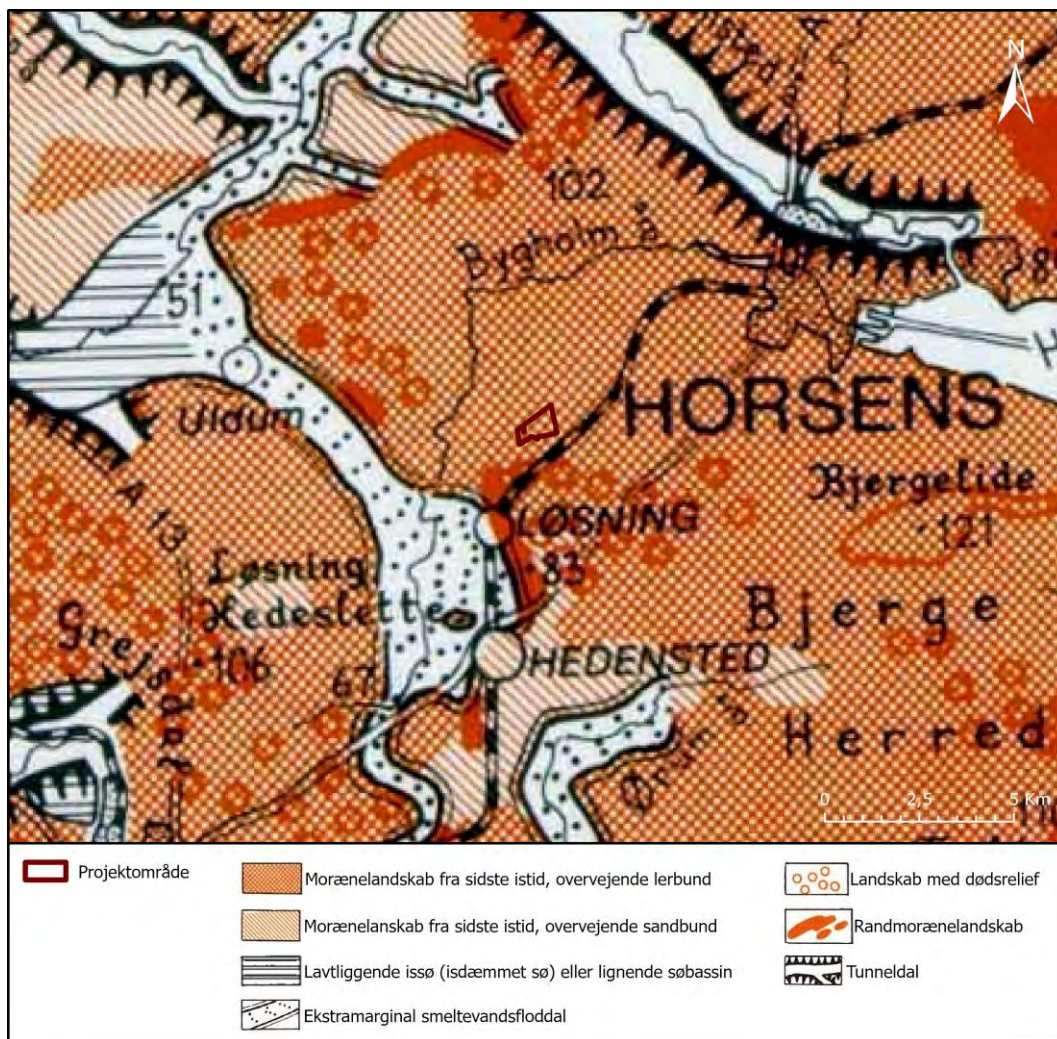 N
102
Bygholm å
51
Uldum
HORSENS
Bjergelide
121
LØSNING
Løsning
Hedeslette
83
A 13
Grejsdal
106
67
HEDENSTED
Bjerge
Herred
0 2,5 5 Km
Projektområde
Morænelandskab fra sidste istid, overvejende lerbund
Morænelanskab fra sidste istid, overvejende sandbund
Lavtliggende issø (isdæmmet sø) eller lignende søbassin
Ekstramarginal smeltevandsfloddal
Landskab med dødsrelief
Randmorænelandskab
Tunneldal